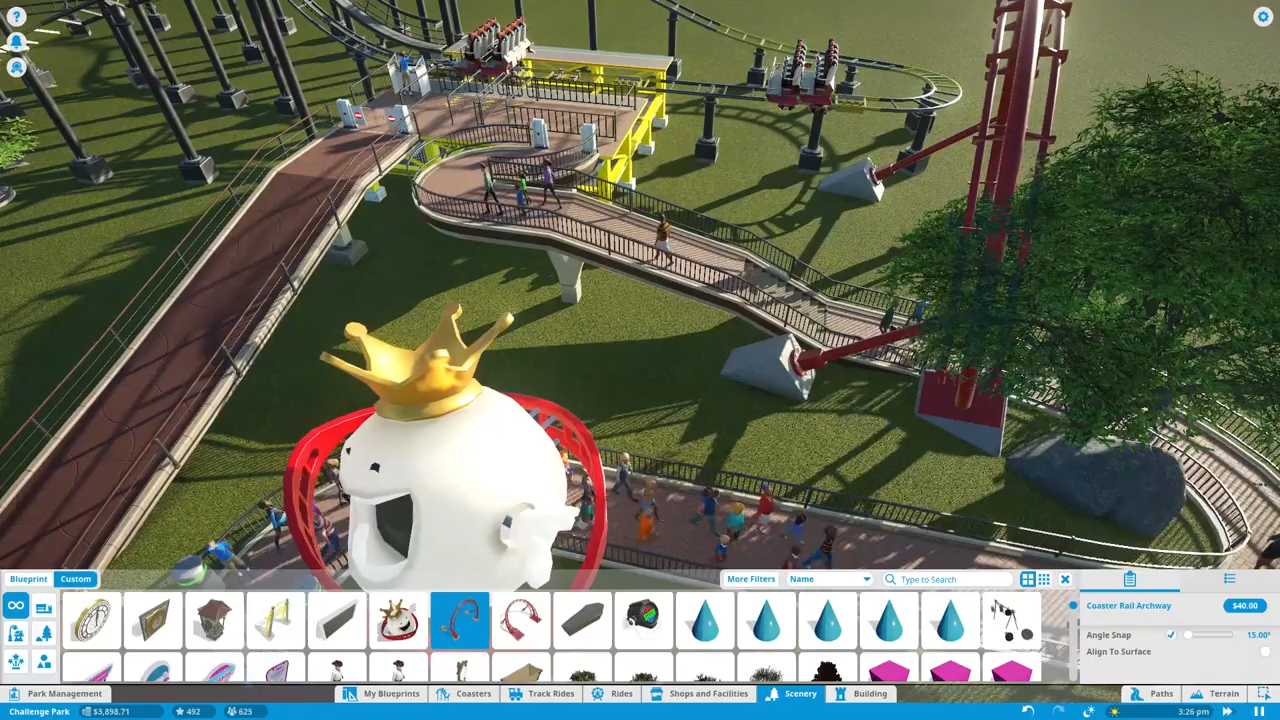 Blueprint Custom More Filters Name Type to Search
Coaster Rail Archway $40.00
Angle Snap 15.00°
Align To Surface
Park Management My Blueprints Coasters Track Rides Rides Shops and Facilities Scenery Building Paths Terrain
Challenge Park $3,898.71 492 625 3:26 pm